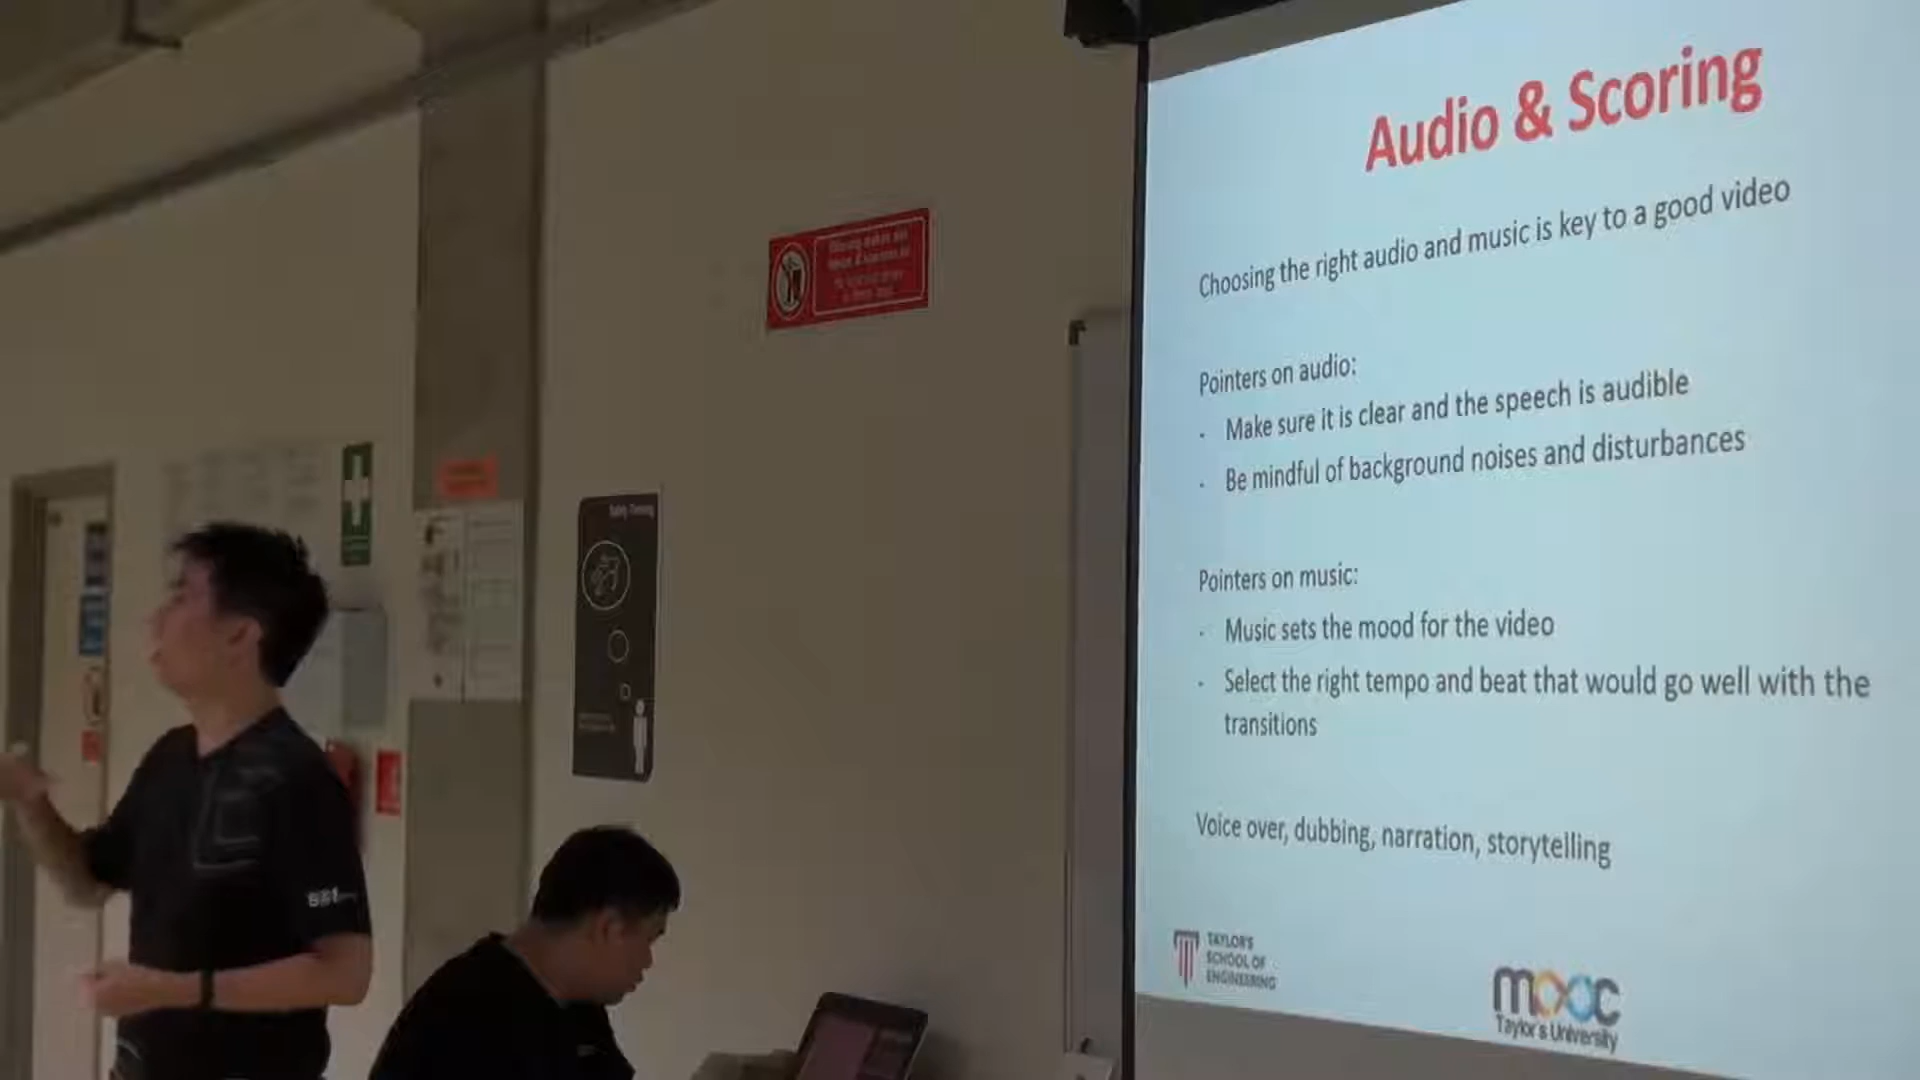 Audio & Scoring
Choosing the right audio and music is key to a good video
Pointers on audio:
- Make sure it is clear and the speech is audible
- Be mindful of background noises and disturbances
Pointers on music:
- Music sets the mood for the video
- Select the right tempo and beat that would go well with the
transitions
Voice over, dubbing, narration, storytelling
TAYLOR'S
SCHOOL OF
ENGINEERING
mooc
Taylor's University